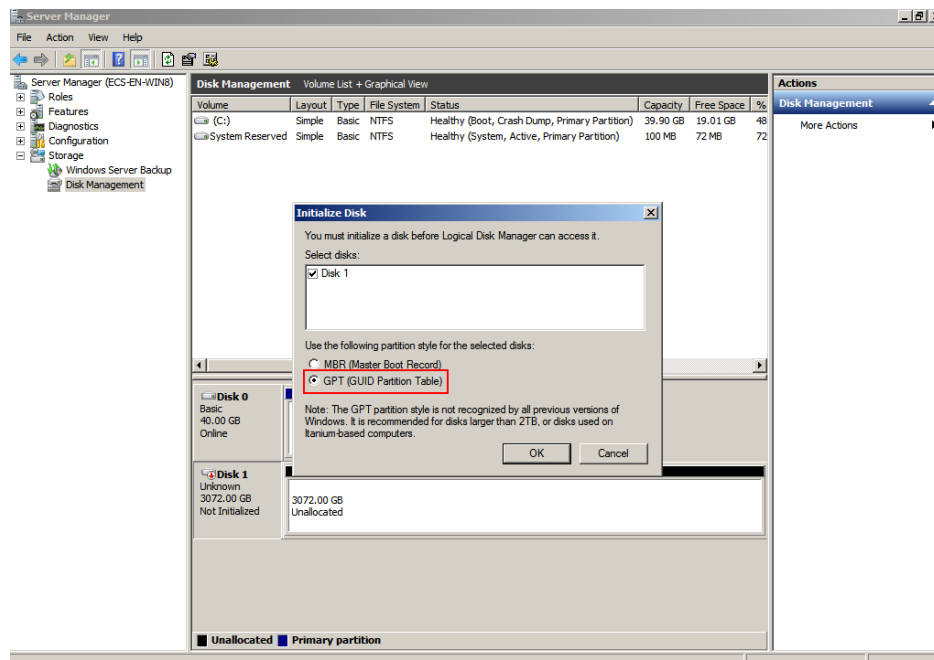 Server Manager
File Action View Help
Server Manager (ECS-EN-WIN8)
Roles
Features
Diagnostics
Configuration
Storage
Windows Server Backup
Disk Management
Disk Management Volume List + Graphical View
Volume Layout Type File System Status Capacity Free Space %
(C:) Simple Basic NTFS Healthy (Boot, Crash Dump, Primary Partition) 39.90 GB 19.01 GB 48
System Reserved Simple Basic NTFS Healthy (System, Active, Primary Partition) 100 MB 72 MB 72
Initialize Disk
You must initialize a disk before Logical Disk Manager can access it.
Select disks:
Disk 1
Use the following partition style for the selected disks:
MBR (Master Boot Record)
GPT (GUID Partition Table)
Note: The GPT partition style is not recognized by all previous versions of
Windows. It is recommended for disks larger than 2TB, or disks used on
Itanium-based computers.
OK Cancel
Disk 0
Basic
40.00 GB
Online
Disk 1
Unknown
3072.00 GB
Not Initialized
3072.00 GB
Unallocated
Unallocated Primary partition
Actions
Disk Management
More Actions